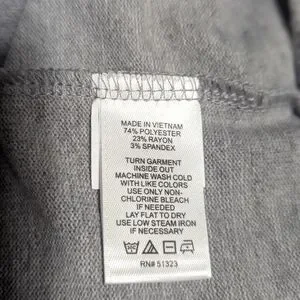 MADE IN VIETNAM
74% POLYESTER
23% RAYON
3% SPANDEX
TURN GARMENT
INSIDE OUT
MACHINE WASH COLD
WITH LIKE COLORS
USE ONLY NON-
CHLORINE BLEACH
IF NEEDED
LAY FLAT TO DRY
USE LOW STEAM IRON
IF NEEDED
RN# 51323